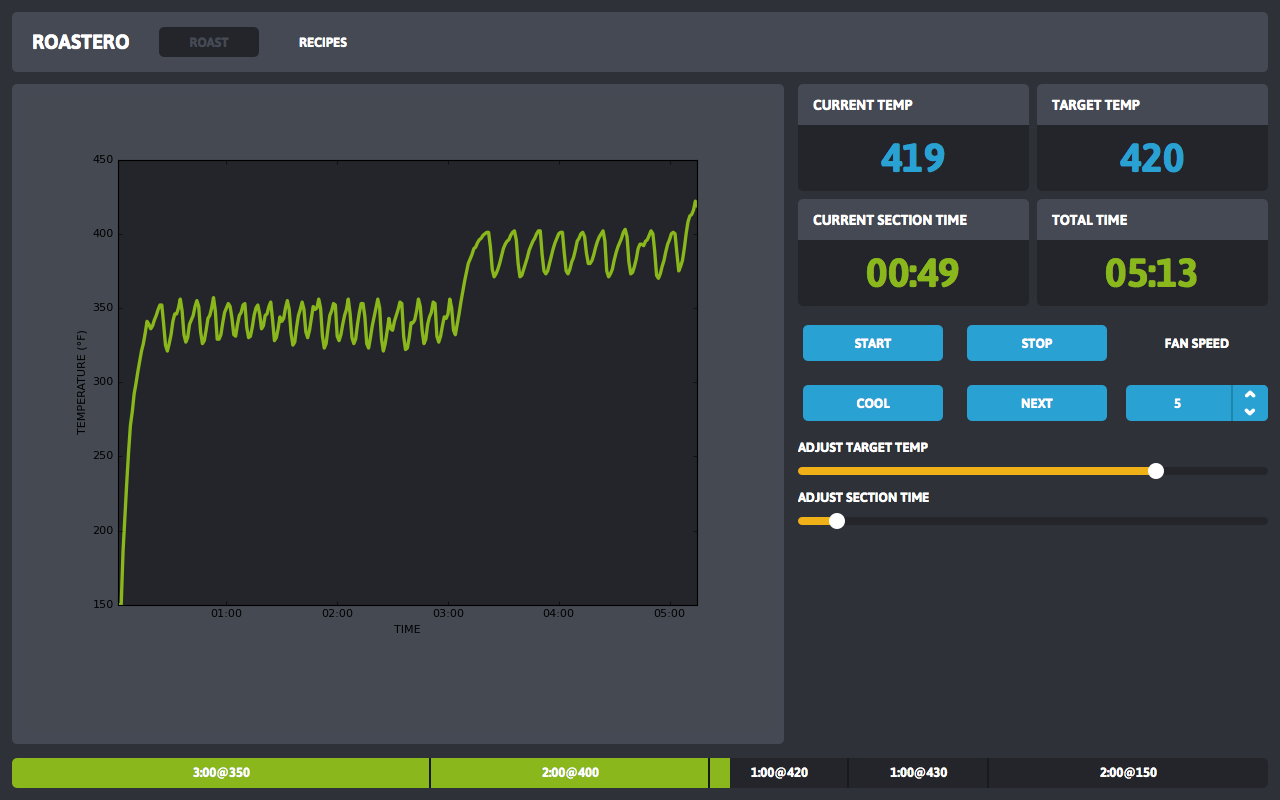 ROASTERO ROAST RECIPES
CURRENT TEMP TARGET TEMP
419 420
CURRENT SECTION TIME TOTAL TIME
00:49 05:13
START STOP FAN SPEED
COOL NEXT 5
ADJUST TARGET TEMP
ADJUST SECTION TIME
450
400
350
300
250
200
150
TEMPERATURE (°F)
01:00 02:00 03:00 04:00 05:00
TIME
3:00@350 2:00@400 1:00@420 1:00@430 2:00@150